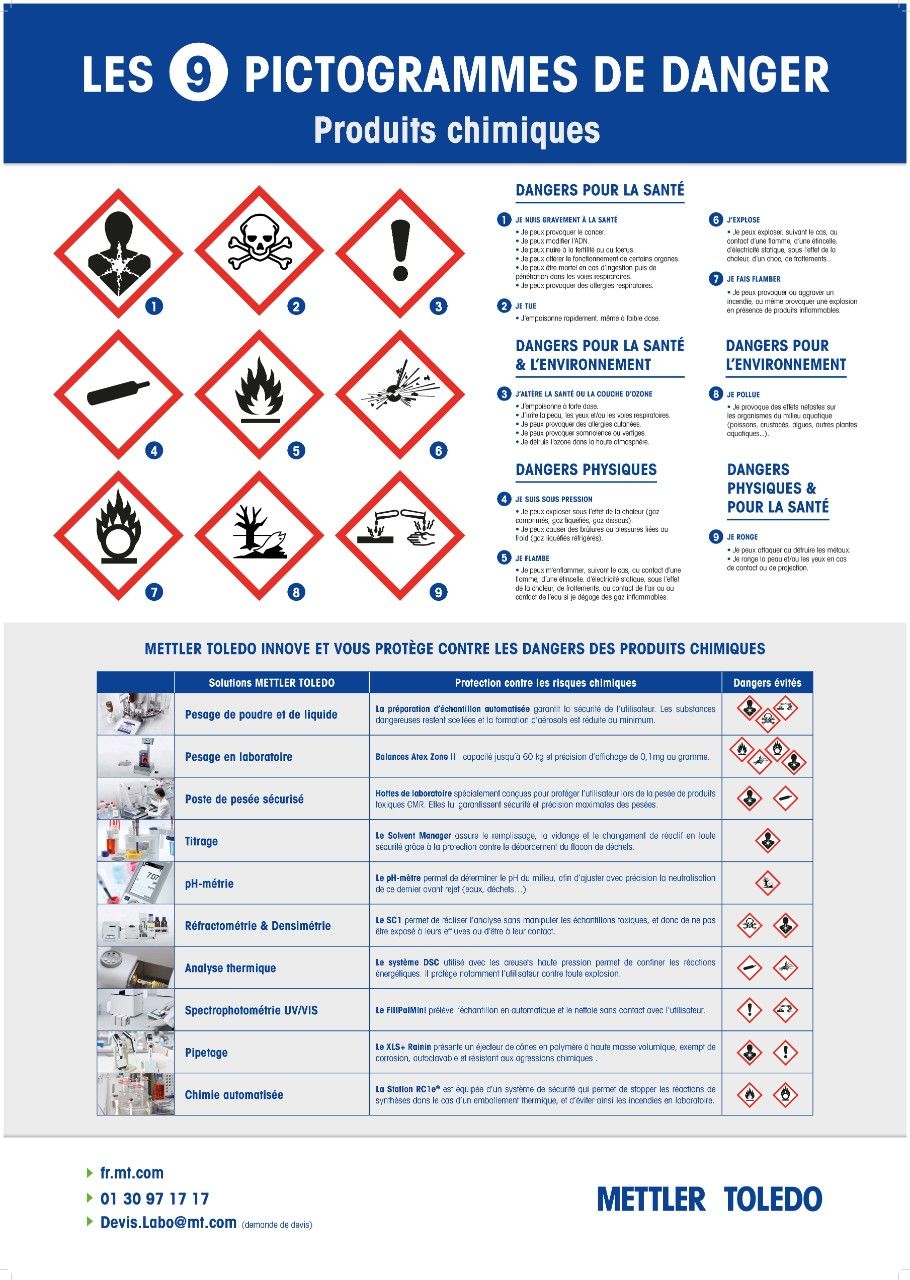 LES 9 PICTOGRAMMES DE DANGER
Produits chimiques
1
2
3
4
5
6
7
8
9
DANGERS POUR LA SANTÉ
1 JE NUIS GRAVEMENT À LA SANTÉ
• Je peux provoquer le cancer.
• Je peux modifier l'ADN.
• Je peux nuire à la fertilité ou au fœtus.
• Je peux altérer le fonctionnement de certains organes.
• Je peux être mortel en cas d'ingestion puis de
pénétration dans les voies respiratoires.
• Je peux provoquer des allergies respiratoires.
2 JE TUE
• J'empoisonne rapidement, même à faible dose.
DANGERS POUR LA SANTÉ
& L'ENVIRONNEMENT
3 J'ALTÈRE LA SANTÉ OU LA COUCHE D'OZONE
• J'empoisonne à forte dose.
• J'irrite la peau, les yeux et/ou les voies respiratoires.
• Je peux provoquer des allergies cutanées.
• Je peux provoquer somnolence ou vertiges.
• Je détruis l'ozone dans la haute atmosphère.
DANGERS PHYSIQUES
4 JE SUIS SOUS PRESSION
• Je peux exploser sous l'effet de la chaleur (gaz
comprimés, gaz liquéfiés, gaz dissous).
• Je peux causer des brûlures ou blessures liées au
froid (gaz liquéfiés réfrigérés).
5 JE FLAMBE
• Je peux m'enflammer, suivant le cas, au contact d'une
flamme, d'une étincelle, d'électricité statique, sous l'effet
de la chaleur, de frottements, au contact de l'air ou au
contact de l'eau si je dégage des gaz inflammables.
6 J'EXPLOSE
• Je peux exploser, suivant le cas, au
contact d'une flamme, d'une étincelle,
d'électricité statique, sous l'effet de la
chaleur, d'un choc, de frottements...
7 JE FAIS FLAMBER
• Je peux provoquer ou aggraver un
incendie, ou même provoquer une explosion
en présence de produits inflammables.
DANGERS POUR
L'ENVIRONNEMENT
8 JE POLLUE
• Je provoque des effets néfastes sur
les organismes du milieu aquatique
(poissons, crustacés, algues, autres plantes
aquatiques...).
DANGERS
PHYSIQUES &
POUR LA SANTÉ
9 JE RONGE
• Je peux attaquer ou détruire les métaux.
• Je ronge la peau et/ou les yeux en cas
de contact ou de projection.
METTLER TOLEDO INNOVE ET VOUS PROTÈGE CONTRE LES DANGERS DES PRODUITS CHIMIQUES
Solutions METTLER TOLEDO Protection contre les risques chimiques Dangers évités
Pesage de poudre et de liquide
La préparation d'échantillon automatisée garantit la sécurité de l'utilisateur. Les substances
dangereuses restent scellées et la formation d'aérosols est réduite au minimum.
Pesage en laboratoire
Balances Atex Zone II capacité jusqu'à 60 kg et précision d'affichage de 0,1mg au gramme.
Poste de pesée sécurisé
Hottes de laboratoire spécialement conçues pour protéger l'utilisateur lors de la pesée de produits
toxiques CMR. Elles lui garantissent sécurité et précision maximales des pesées.
Titrage
Le Solvent Manager assure le remplissage, la vidange et le changement de réactif en toute
sécurité grâce à la protection contre le débordement du flacon de déchets.
pH-métrie
Le pH-mètre permet de déterminer le pH du milieu, afin d'ajuster avec précision la neutralisation
de ce dernier avant rejet (eaux, déchets...)
Réfractométrie & Densimétrie
Le SC1 permet de réaliser l'analyse sans manipuler les échantillons toxiques, et donc de ne pas
être exposé à leurs effluves ou d'être à leur contact.
Analyse thermique
Le système DSC utilisé avec les creusets haute pression permet de confiner les réactions
énergétiques. Il protège notamment l'utilisateur contre toute explosion.
Spectrophotométrie UV/VIS
Le FillPalMini prélève l'échantillon en automatique et le nettoie sans contact avec l'utilisateur.
Pipetage
Le XLS+ Rainin présente un éjecteur de cônes en polymère à haute masse volumique, exempt de
corrosion, autoclavable et résistant aux agressions chimiques .
Chimie automatisée
La Station RC1e® est équipée d'un système de sécurité qui permet de stopper les réactions de
synthèses dans le cas d'un emballement thermique, et d'éviter ainsi les incendies en laboratoire.
fr.mt.com
01 30 97 17 17
Devis.Labo@mt.com (demande de devis)
METTLER TOLEDO